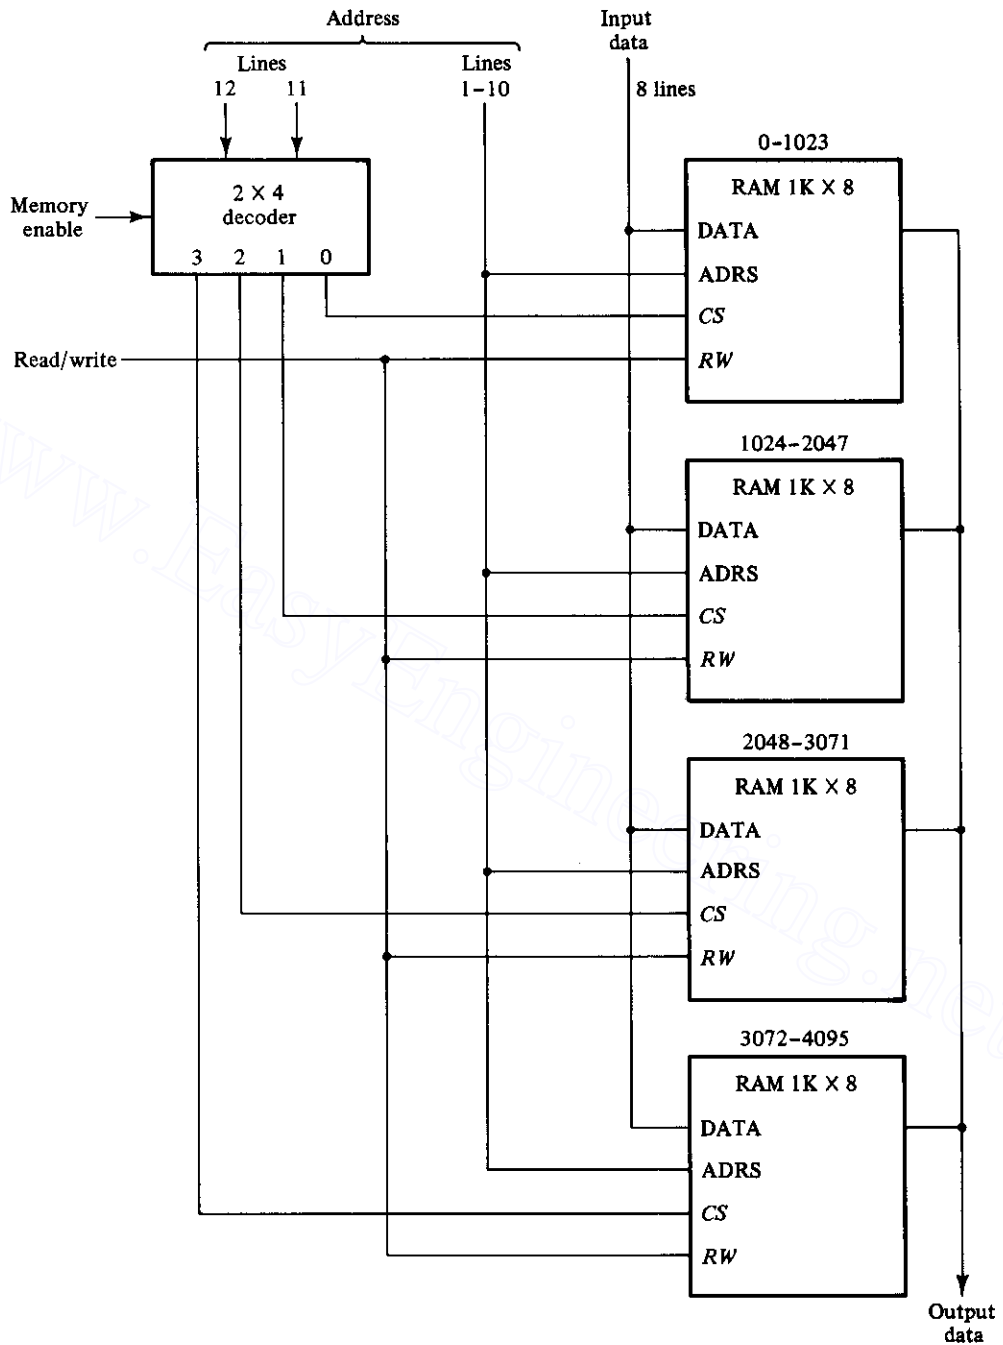 Address
Input
data
Lines
12 11
Lines
1-10
8 lines
0-1023
RAM 1K × 8
DATA
ADRS
CS
RW
2 × 4
decoder
3 2 1 0
Memory
enable
Read/write
1024-2047
RAM 1K × 8
DATA
ADRS
CS
RW
2048-3071
RAM 1K × 8
DATA
ADRS
CS
RW
3072-4095
RAM 1K × 8
DATA
ADRS
CS
RW
Output
data
www.EasyEngineering.net